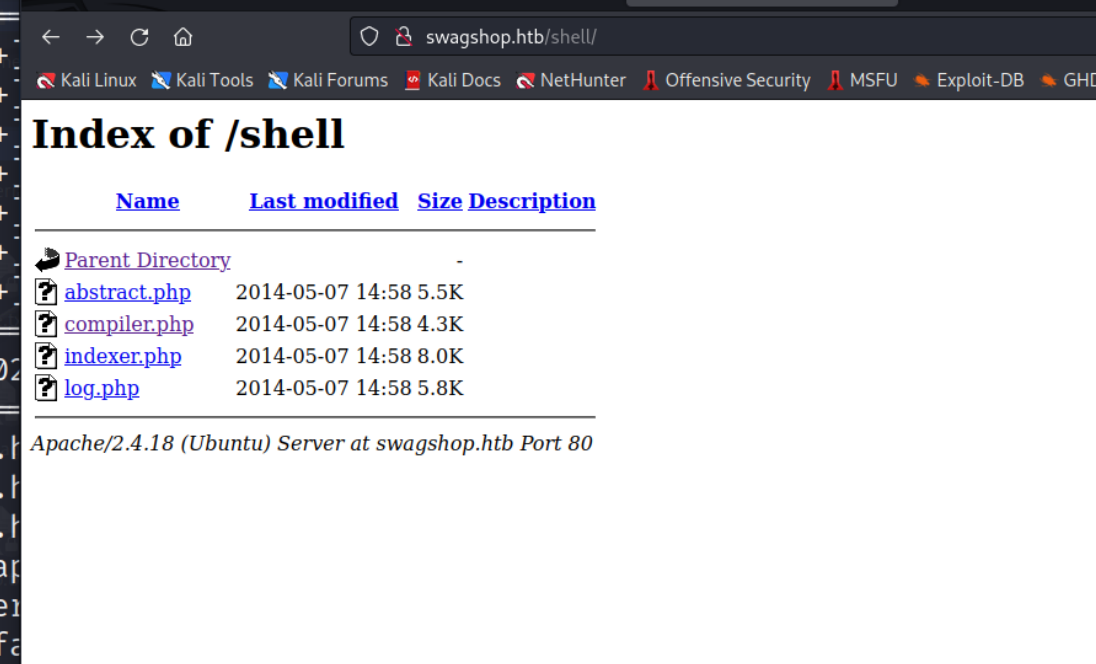 swagshop.htb/shell/
Kali Linux Kali Tools Kali Forums Kali Docs NetHunter Offensive Security MSFU Exploit-DB
Index of /shell
Name Last modified Size Description
Parent Directory -
abstract.php 2014-05-07 14:58 5.5K
compiler.php 2014-05-07 14:58 4.3K
indexer.php 2014-05-07 14:58 8.0K
log.php 2014-05-07 14:58 5.8K
Apache/2.4.18 (Ubuntu) Server at swagshop.htb Port 80